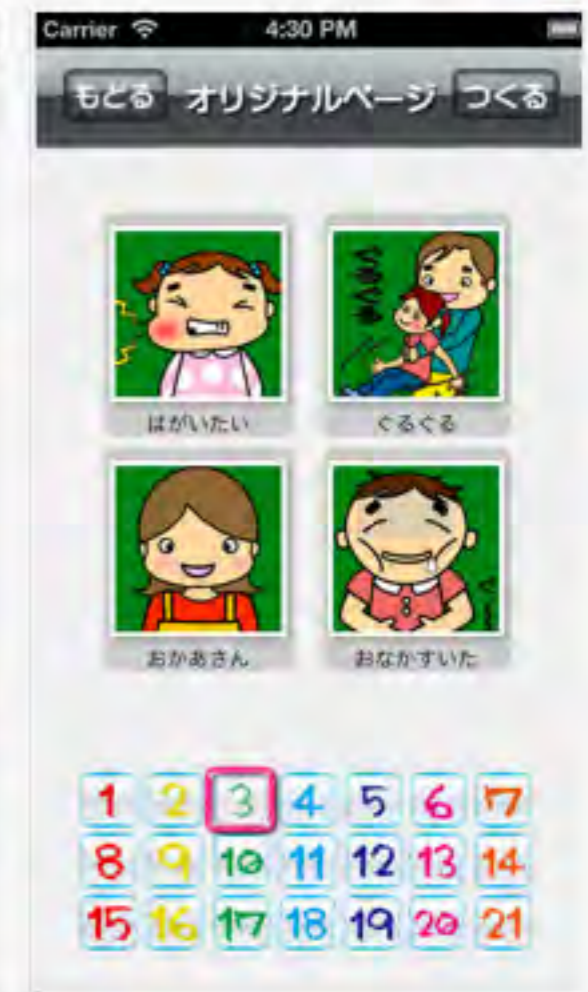 Carrier 4:30 PM
もどる オリジナルページ つくる
はがいたい ぐるぐる
おかあさん おなかすいた
1 2 3 4 5 6 7
8 9 10 11 12 13 14
15 16 17 18 19 20 21